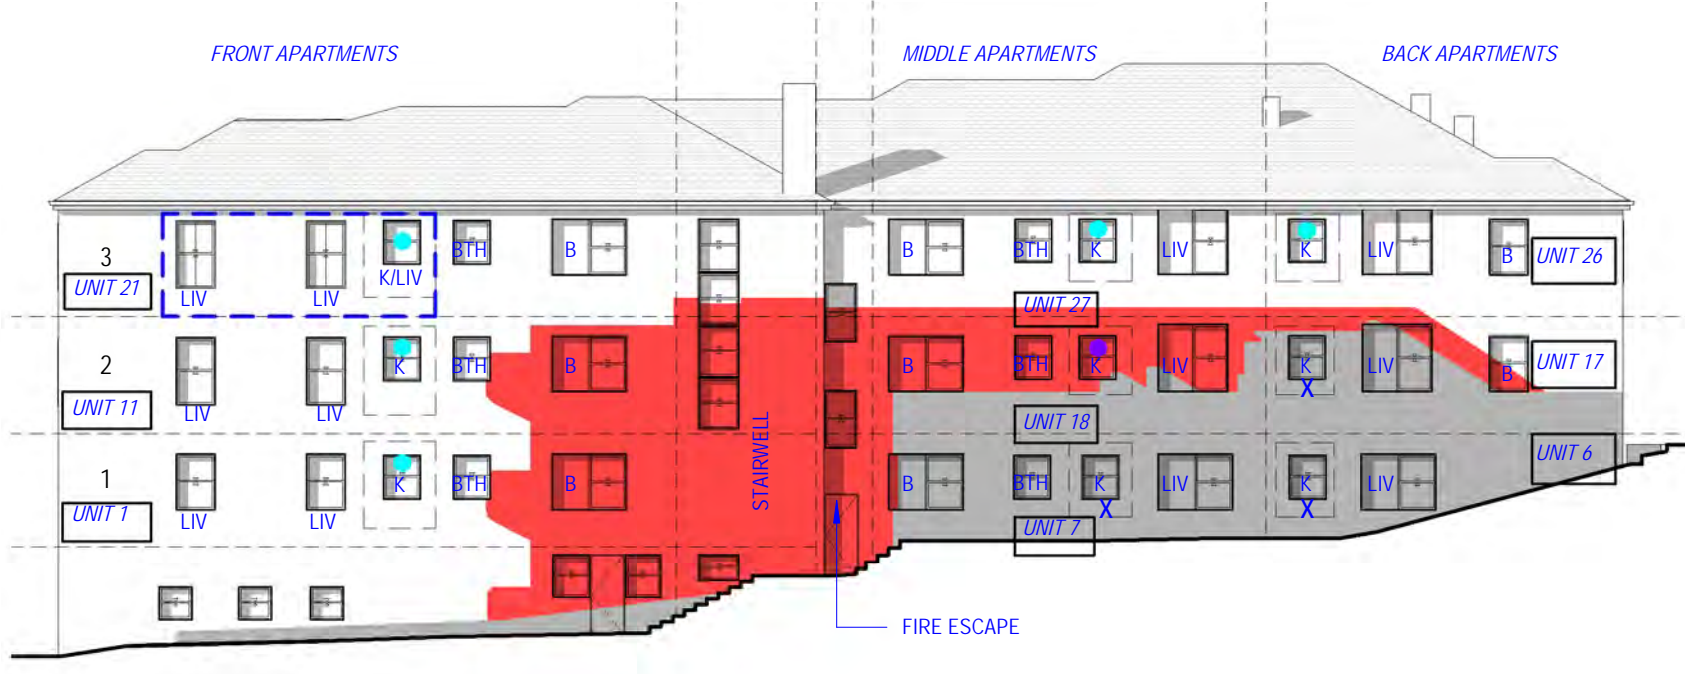 FRONT APARTMENTS
MIDDLE APARTMENTS
BACK APARTMENTS
3
UNIT 21
LIV
LIV
K/LIV
BTH
B
B
BTH
K
LIV
K
LIV
B
UNIT 26
UNIT 27
2
UNIT 11
LIV
LIV
K
BTH
B
B
BTH
K
LIV
K
X
LIV
B
UNIT 17
UNIT 18
1
UNIT 1
LIV
LIV
K
BTH
B
STAIRWELL
B
BTH
K
X
LIV
K
X
LIV
UNIT 6
UNIT 7
FIRE ESCAPE